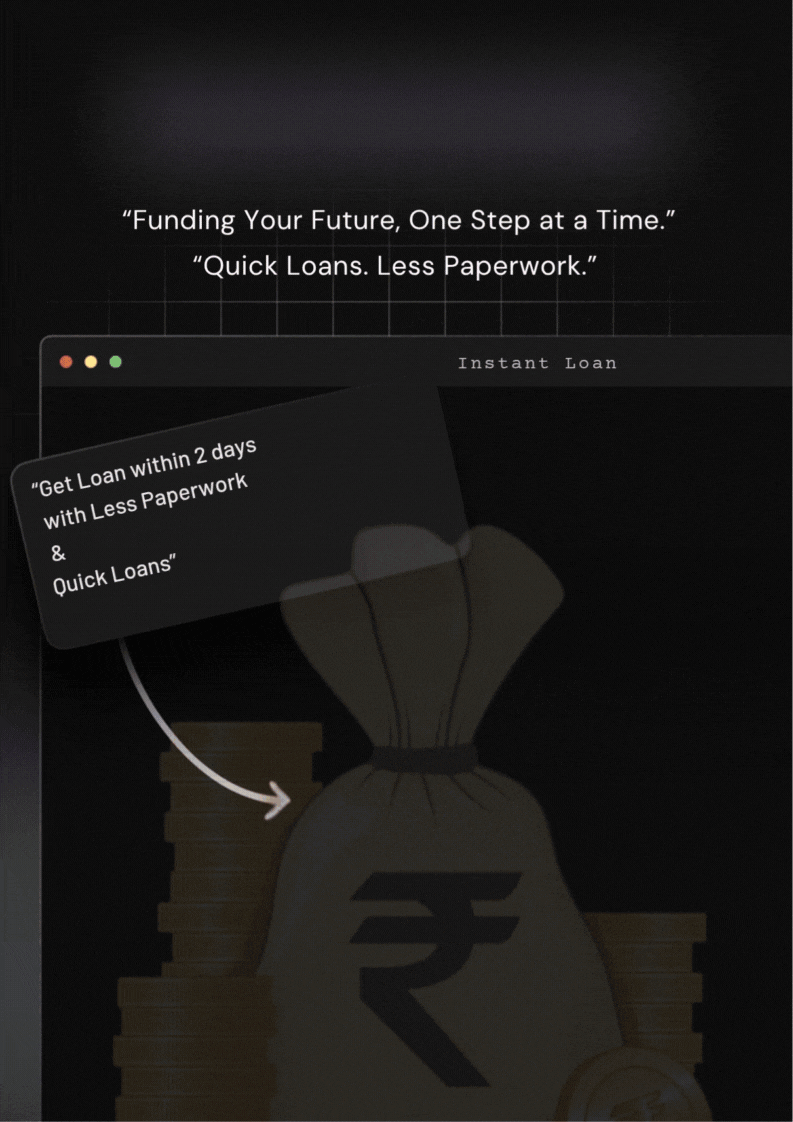 “Funding Your Future, One Step at a Time.”
“Quick Loans. Less Paperwork.”
Instant Loan
“Get Loan within 2 days
with Less Paperwork
&
Quick Loans”
₹